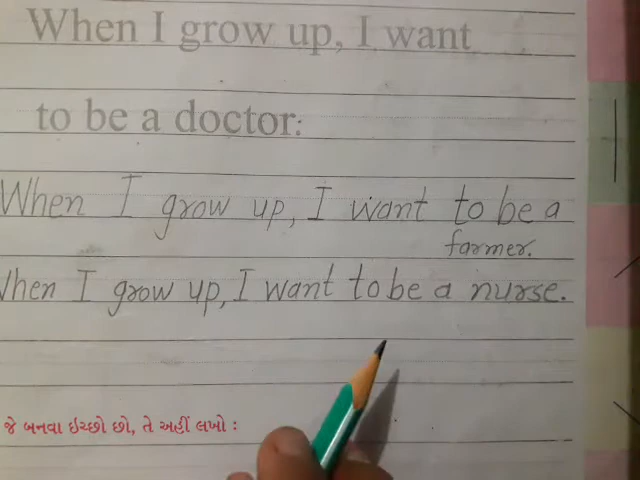 When I grow up, I want
to be a doctor.
When I grow up, I want to be a
farmer.
When I grow up, I want to be a nurse.
જે બનવા ઇચ્છો છો, તે અહીં લખો :